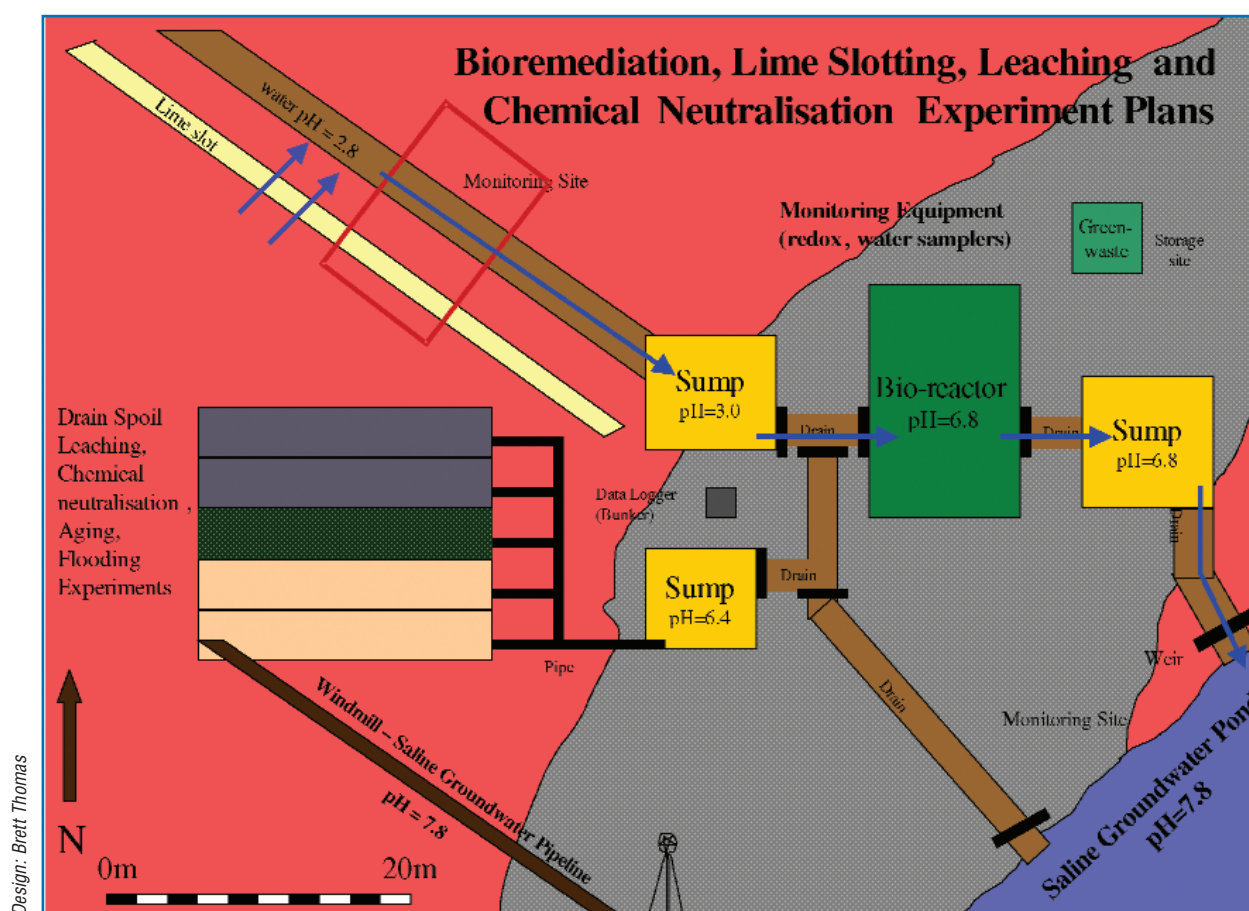 Bioremediation, Lime Slotting, Leaching and
Chemical Neutralisation Experiment Plans
Lime slot
water pH = 2.8
Monitoring Site
Monitoring Equipment
(redox, water samplers)
Green-
waste
Storage
site
Sump
pH=3.0
Drain
Bio-reactor
pH=6.8
Drain
Sump
pH=6.8
Drain
Drain Spoil
Leaching,
Chemical
neutralisation ,
Aging,
Flooding
Experiments
Data Logger
(Bunker)
Sump
pH=6.4
Drain
Pipe
Drain
Weir
Monitoring Site
Windmill – Saline Groundwater Pipeline
pH = 7.8
Saline Groundwater Pond
pH=7.8
N
0m
20m
Design: Brett Thomas